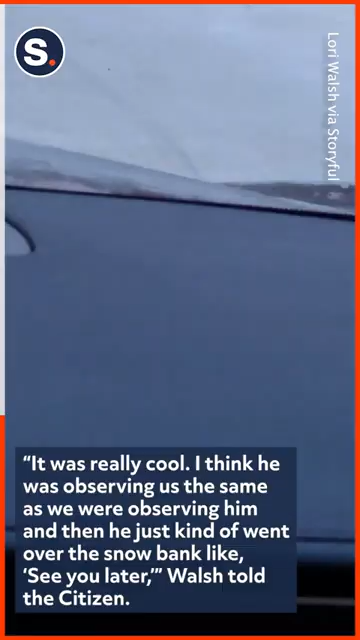 S.
Lori Walsh via Storyful
“It was really cool. I think he
was observing us the same
as we were observing him
and then he just kind of went
over the snow bank like,
‘See you later,’” Walsh told
the Citizen.